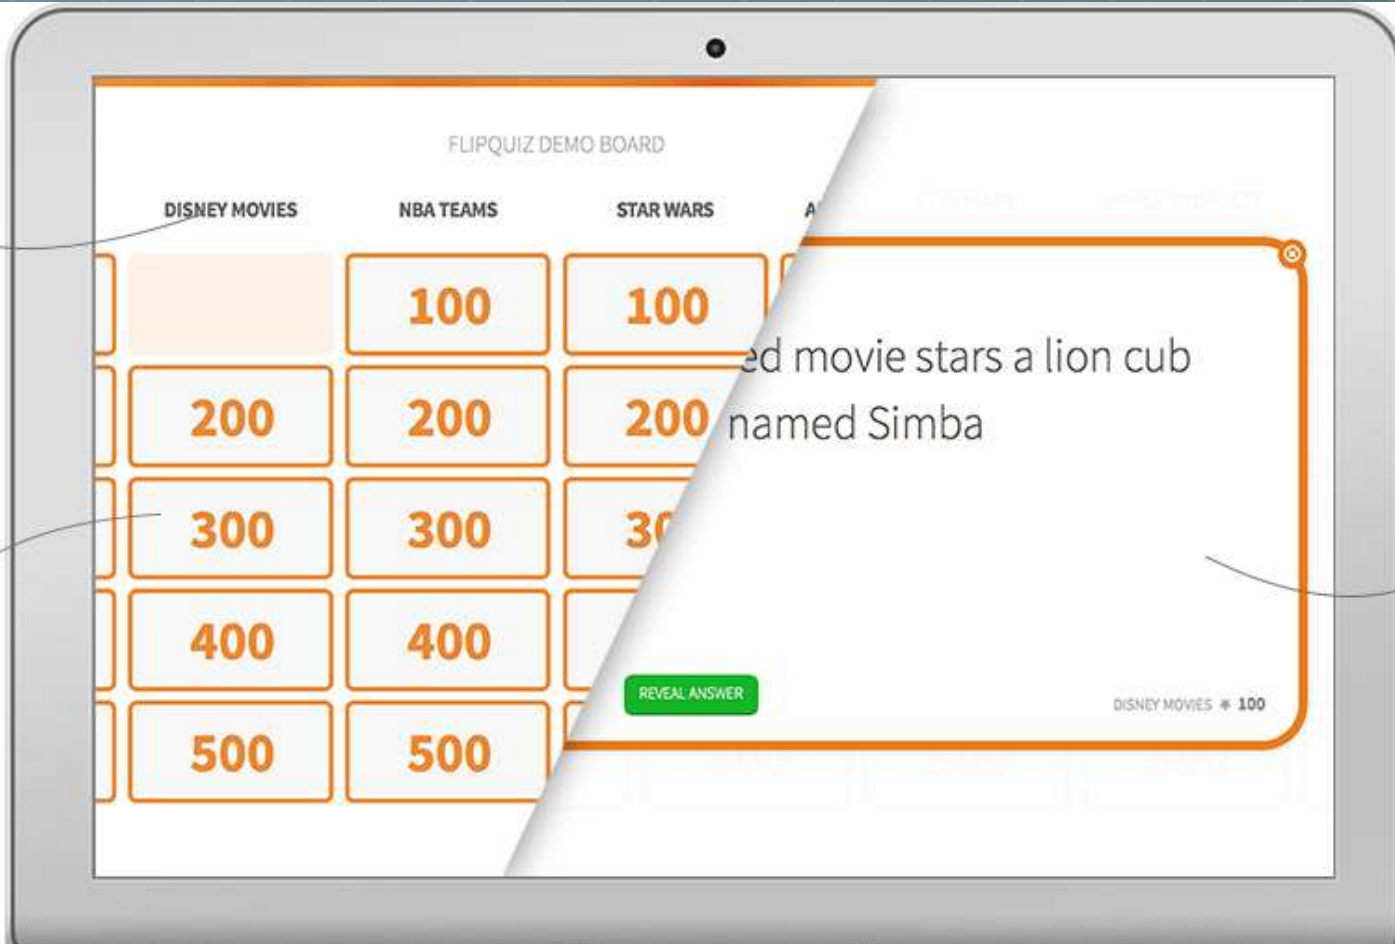 FLIPQUIZ DEMO BOARD
DISNEY MOVIES NBA TEAMS STAR WARS A
100 100
200 200 200
300 300 30
400 400
500 500
ed movie stars a lion cub
named Simba
REVEAL ANSWER
DISNEY MOVIES * 100